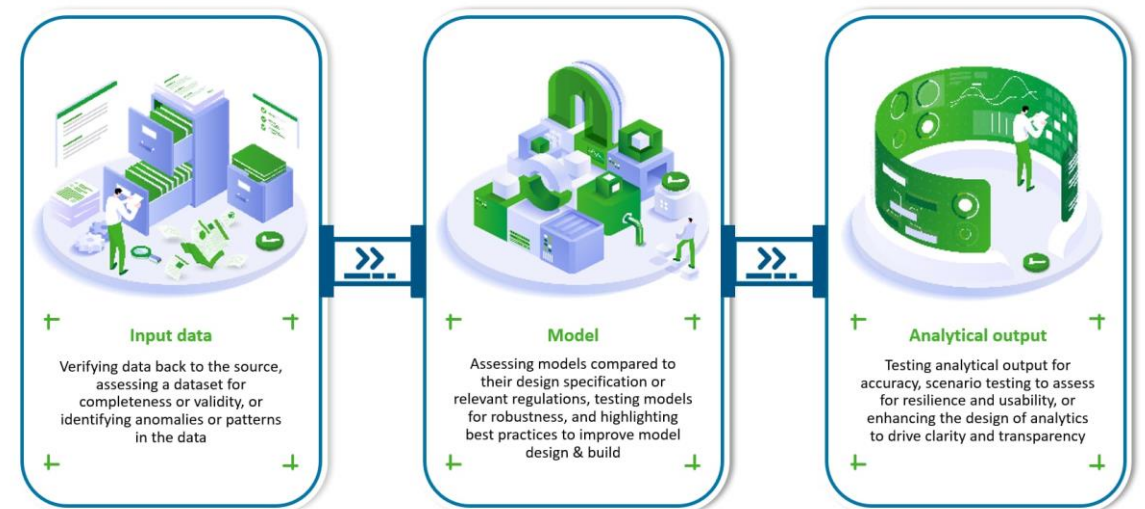 Input data
Verifying data back to the source,
assessing a dataset for
completeness or validity, or
identifying anomalies or patterns
in the data
Model
Assessing models compared to
their design specification or
relevant regulations, testing models
for robustness, and highlighting
best practices to improve model
design & build
Analytical output
Testing analytical output for
accuracy, scenario testing to assess
for resilience and usability, or
enhancing the design of analytics
to drive clarity and transparency